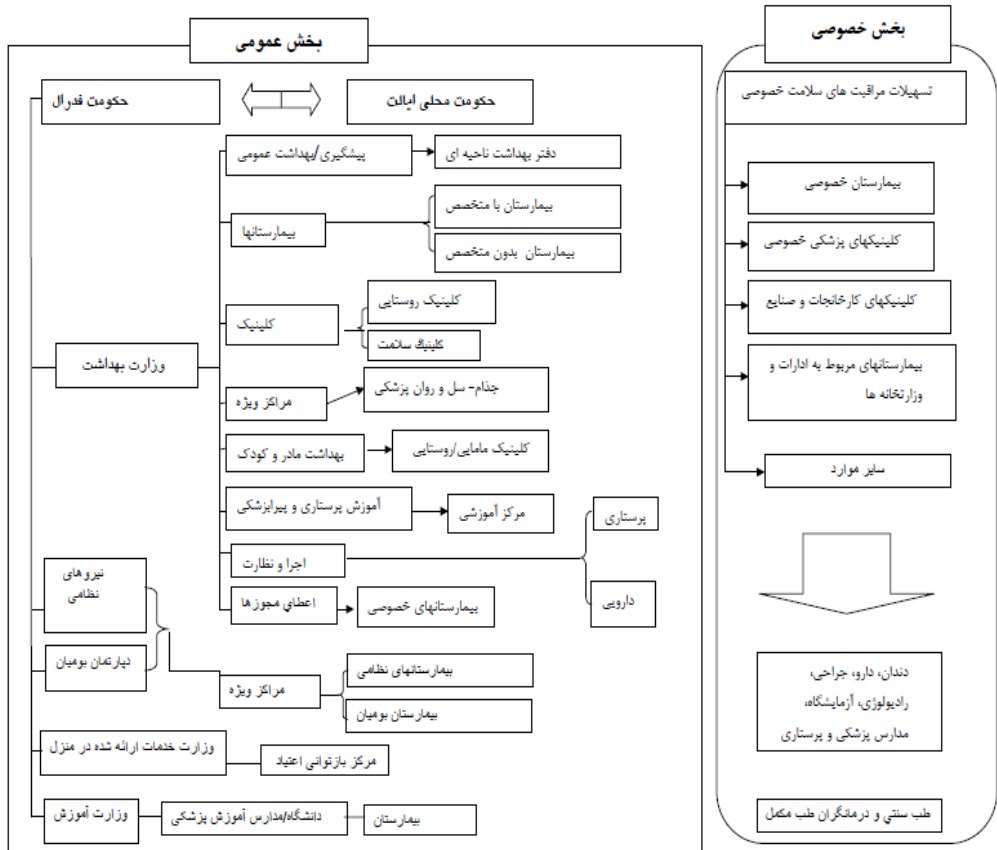 بخش عمومی
حکومت فدرال
حکومت محلی ایالت
پیشگیری/بهداشت عمومی
دفتر بهداشت ناحیه ای
بیمارستانها
بیمارستان با متخصص
بیمارستان بدون متخصص
کلینیک
کلینیک روستایی
کلینیک سلامت
وزارت بهداشت
مراکز ویژه
جذام- سل و روان پزشکی
بهداشت مادر و کودک
کلینیک مامایی/روستایی
آموزش پرستاری و پیراپزشکی
مرکز آموزشی
اجرا و نظارت
پرستاری
دارویی
اعطای مجوزها
بیمارستانهای خصوصی
نیروهای
نظامی
دپارتمان بومیان
مراکز ویژه
بیمارستانهای نظامی
بیمارستان بومیان
وزارت خدمات ارائه شده در منزل
مرکز بازتوانی اعتیاد
وزارت آموزش
دانشگاه/مدارس آموزش پزشکی
بیمارستان
بخش خصوصی
تسهیلات مراقبت های سلامت خصوصی
بیمارستان خصوصی
کلینیکهای پزشکی خصوصی
کلینیکهای کارخانجات و صنایع
بیمارستانهای مربوط به ادارات و
وزارتخانه ها
سایر موارد
دندان، دارو، جراحی،
رادیولوژی، آزمایشگاه،
مدارس پزشکی و پرستاری
طب سنتي و درمانگران طب مکمل